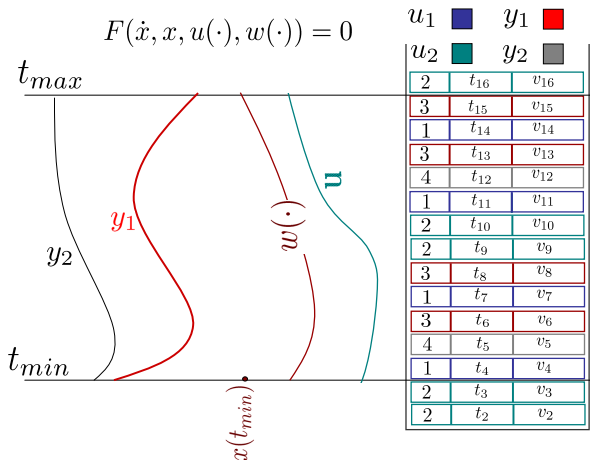 F(ẋ, x, u(·), w(·)) = 0
u₁ y₁
u₂ y₂
t_max
y₂
y₁
w(·)
u
t_min
x(t_min)
2 t₁₆ v₁₆
3 t₁₅ v₁₅
1 t₁₄ v₁₄
3 t₁₃ v₁₃
4 t₁₂ v₁₂
1 t₁₁ v₁₁
2 t₁₀ v₁₀
2 t₉ v₉
3 t₈ v₈
1 t₇ v₇
3 t₆ v₆
4 t₅ v₅
1 t₄ v₄
2 t₃ v₃
2 t₂ v₂